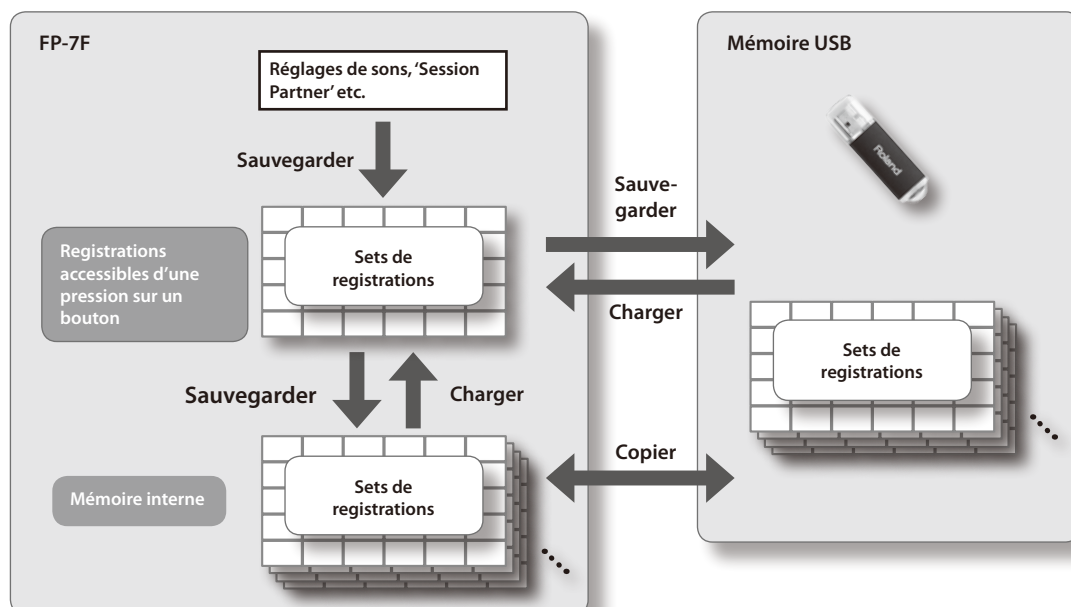 FP-7F
Mémoire USB
Réglages de sons, ‘Session
Partner’ etc.
Sauvegarder
Sauve-
garder
Registrations
accessibles d’une
pression sur un
bouton
Sets de
registrations
Charger
Sets de
registrations
Sauvegarder
Charger
Copier
Mémoire interne
Sets de
registrations
Roland